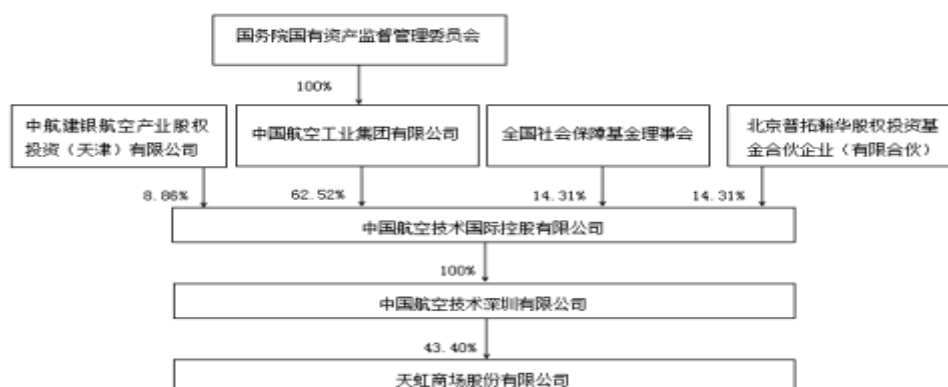 国务院国有资产监督管理委员会
100%
中航建银航空产业股权
投资（天津）有限公司
中国航空工业集团有限公司
全国社会保障基金理事会
北京普拓瀚华股权投资基
金合伙企业（有限合伙）
8.86%
62.52%
14.31%
14.31%
中国航空技术国际控股有限公司
100%
中国航空技术深圳有限公司
43.40%
天虹商场股份有限公司